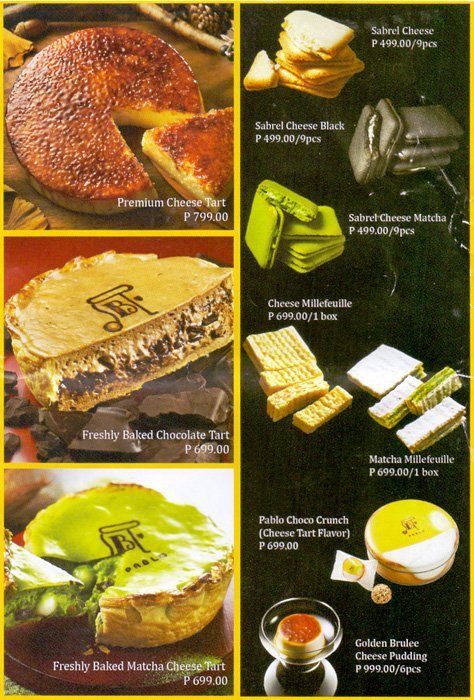 Premium Cheese Tart
P 799.00
BT.
Freshly Baked Chocolate Tart
P 699.00
PABLO
Freshly Baked Matcha Cheese Tart
P 699.00
Sabrel Cheese
P 499.00/9pcs
Sabrel Cheese Black
P 499.00/9pcs
Sabrel Cheese Matcha
P 499.00/9pcs
Cheese Millefeuille
P 699.00/1 box
Matcha Millefeuille
P 699.00/1 box
Pablo Choco Crunch
(Cheese Tart Flavor)
P 699.00
Golden Brulee
Cheese Pudding
P 999.00/6pcs